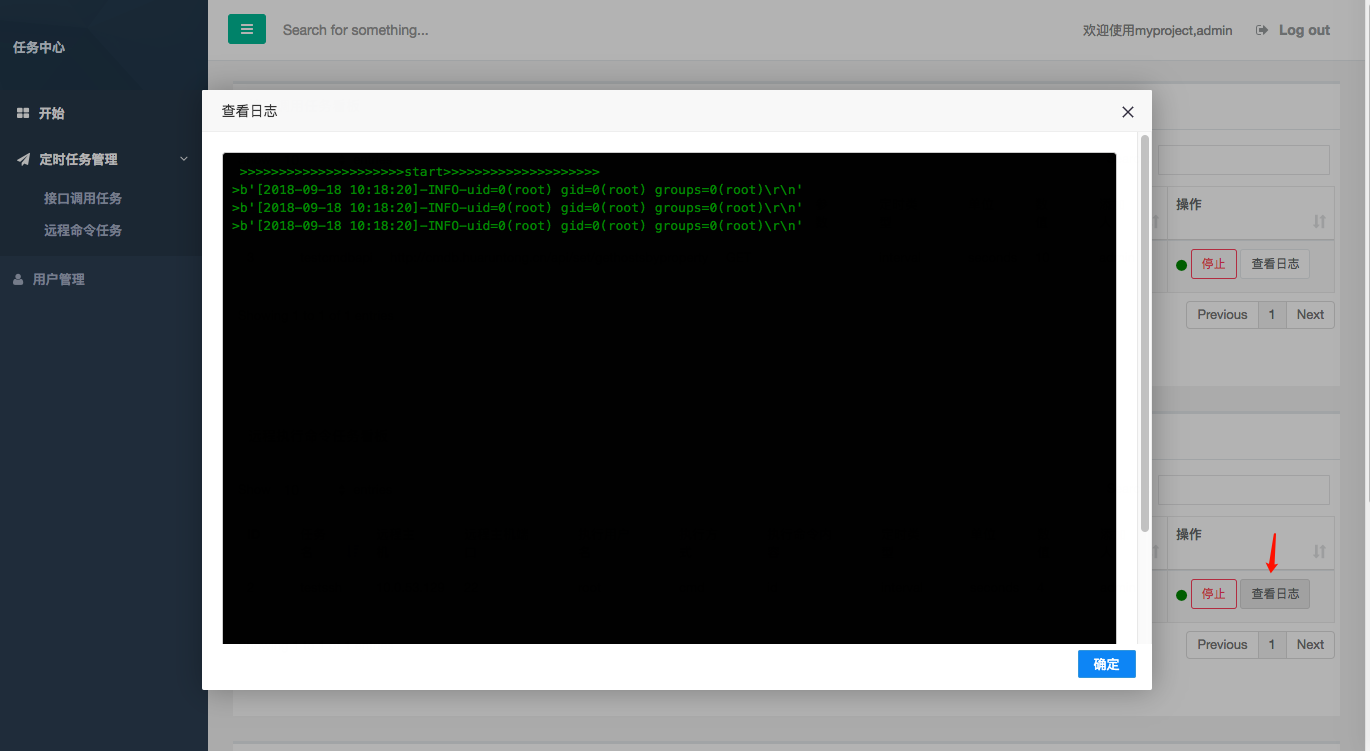 任务中心
Search for something...
欢迎使用myproject,admin
Log out
开始
定时任务管理
接口调用任务
远程命令任务
用户管理
查看日志
>>>>>>>>>>>>>>>>>>>>>start>>>>>>>>>>>>>>>>>>>>
>b'[2018-09-18 10:18:20]-INFO-uid=0(root) gid=0(root) groups=0(root)\r\n'
>b'[2018-09-18 10:18:20]-INFO-uid=0(root) gid=0(root) groups=0(root)\r\n'
>b'[2018-09-18 10:18:20]-INFO-uid=0(root) gid=0(root) groups=0(root)\r\n'
确定
操作
停止 查看日志
Previous 1 Next
操作
停止 查看日志
Previous 1 Next